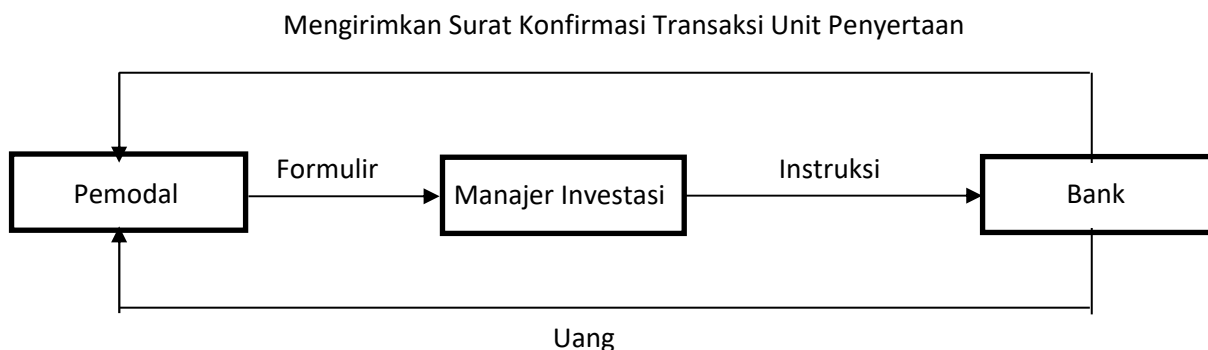 Mengirimkan Surat Konfirmasi Transaksi Unit Penyertaan
Formulir
Instruksi
Pemodal
Manajer Investasi
Bank
Uang